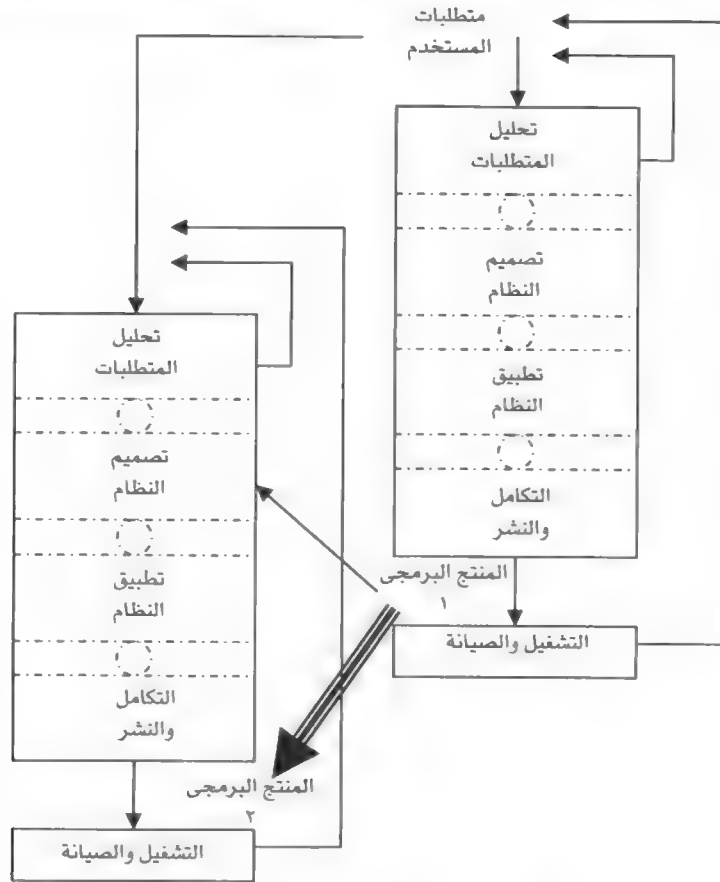 متطلبات
المستخدم
تحليل
المتطلبات
تصميم
النظام
تطبيق
النظام
التكامل
والنشر
المنتج البرمجى
١
التشغيل والصيانة
تحليل
المتطلبات
تصميم
النظام
تطبيق
النظام
التكامل
والنشر
المنتج البرمجى
٢
التشغيل والصيانة